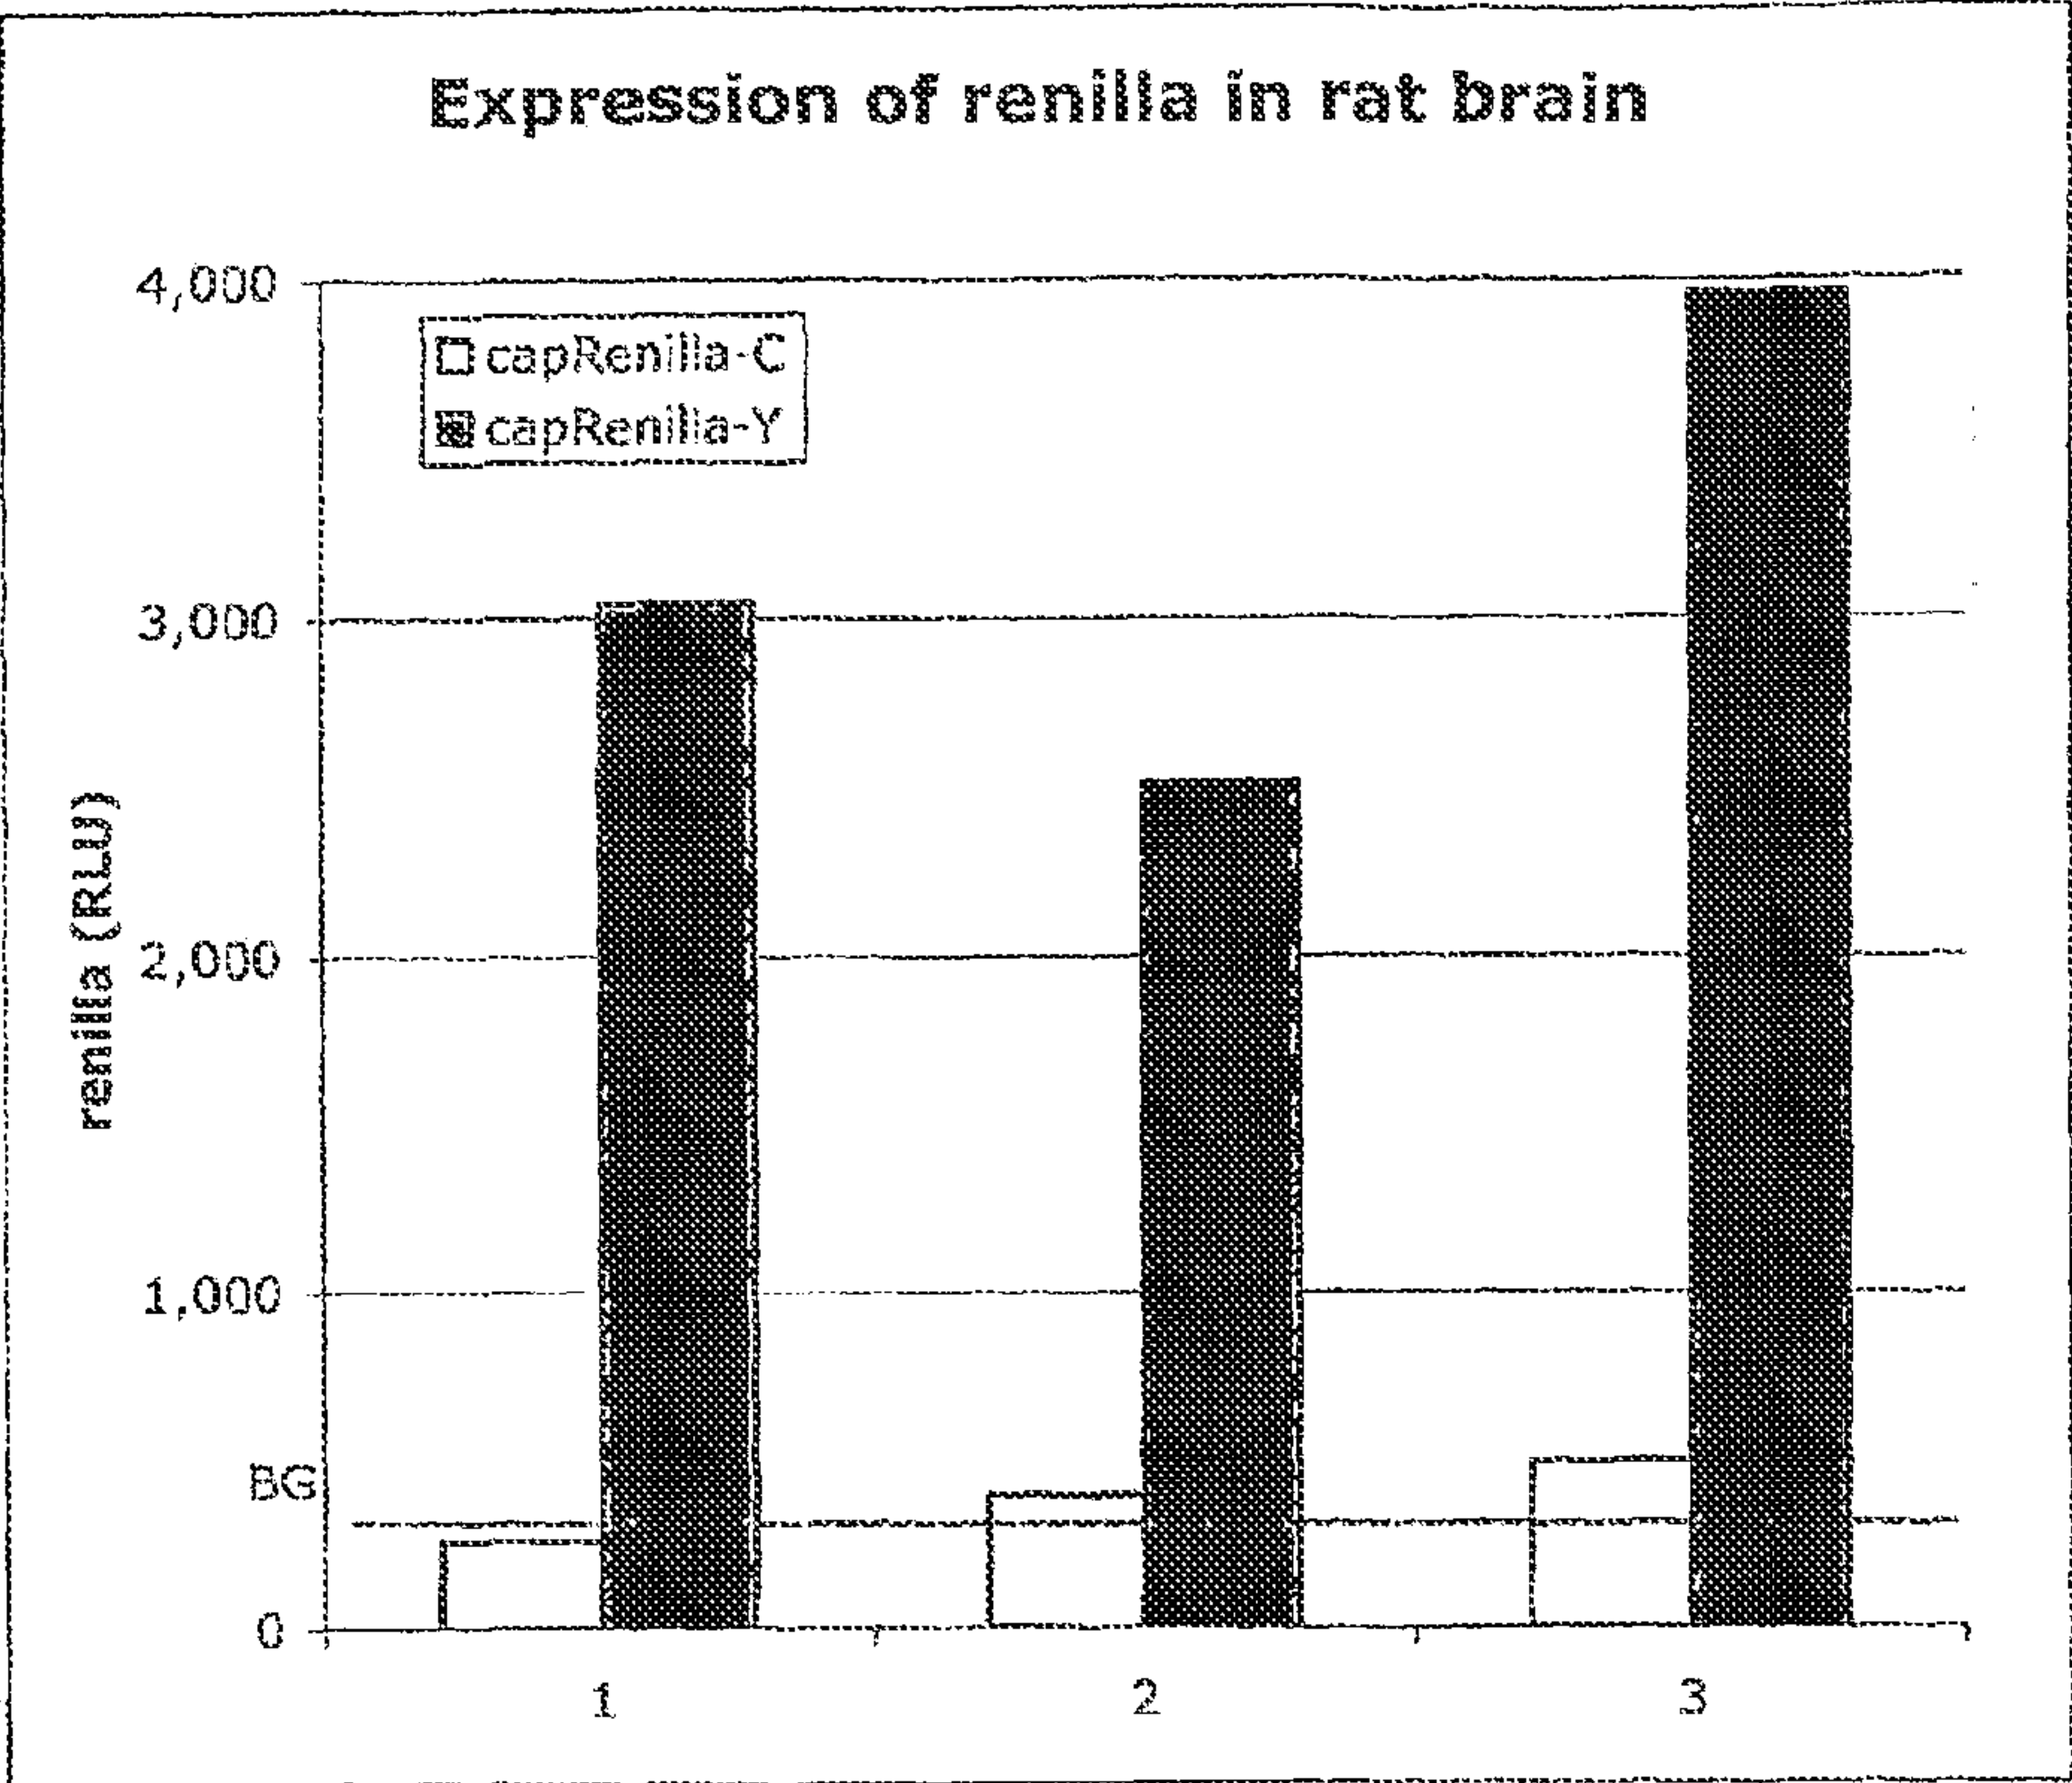 Expression of renilla in rat brain
4,000
capRenilla-C
capRenilla-Y
3,000
renilla (RLU)
2,000
1,000
BG
0
1
2
3